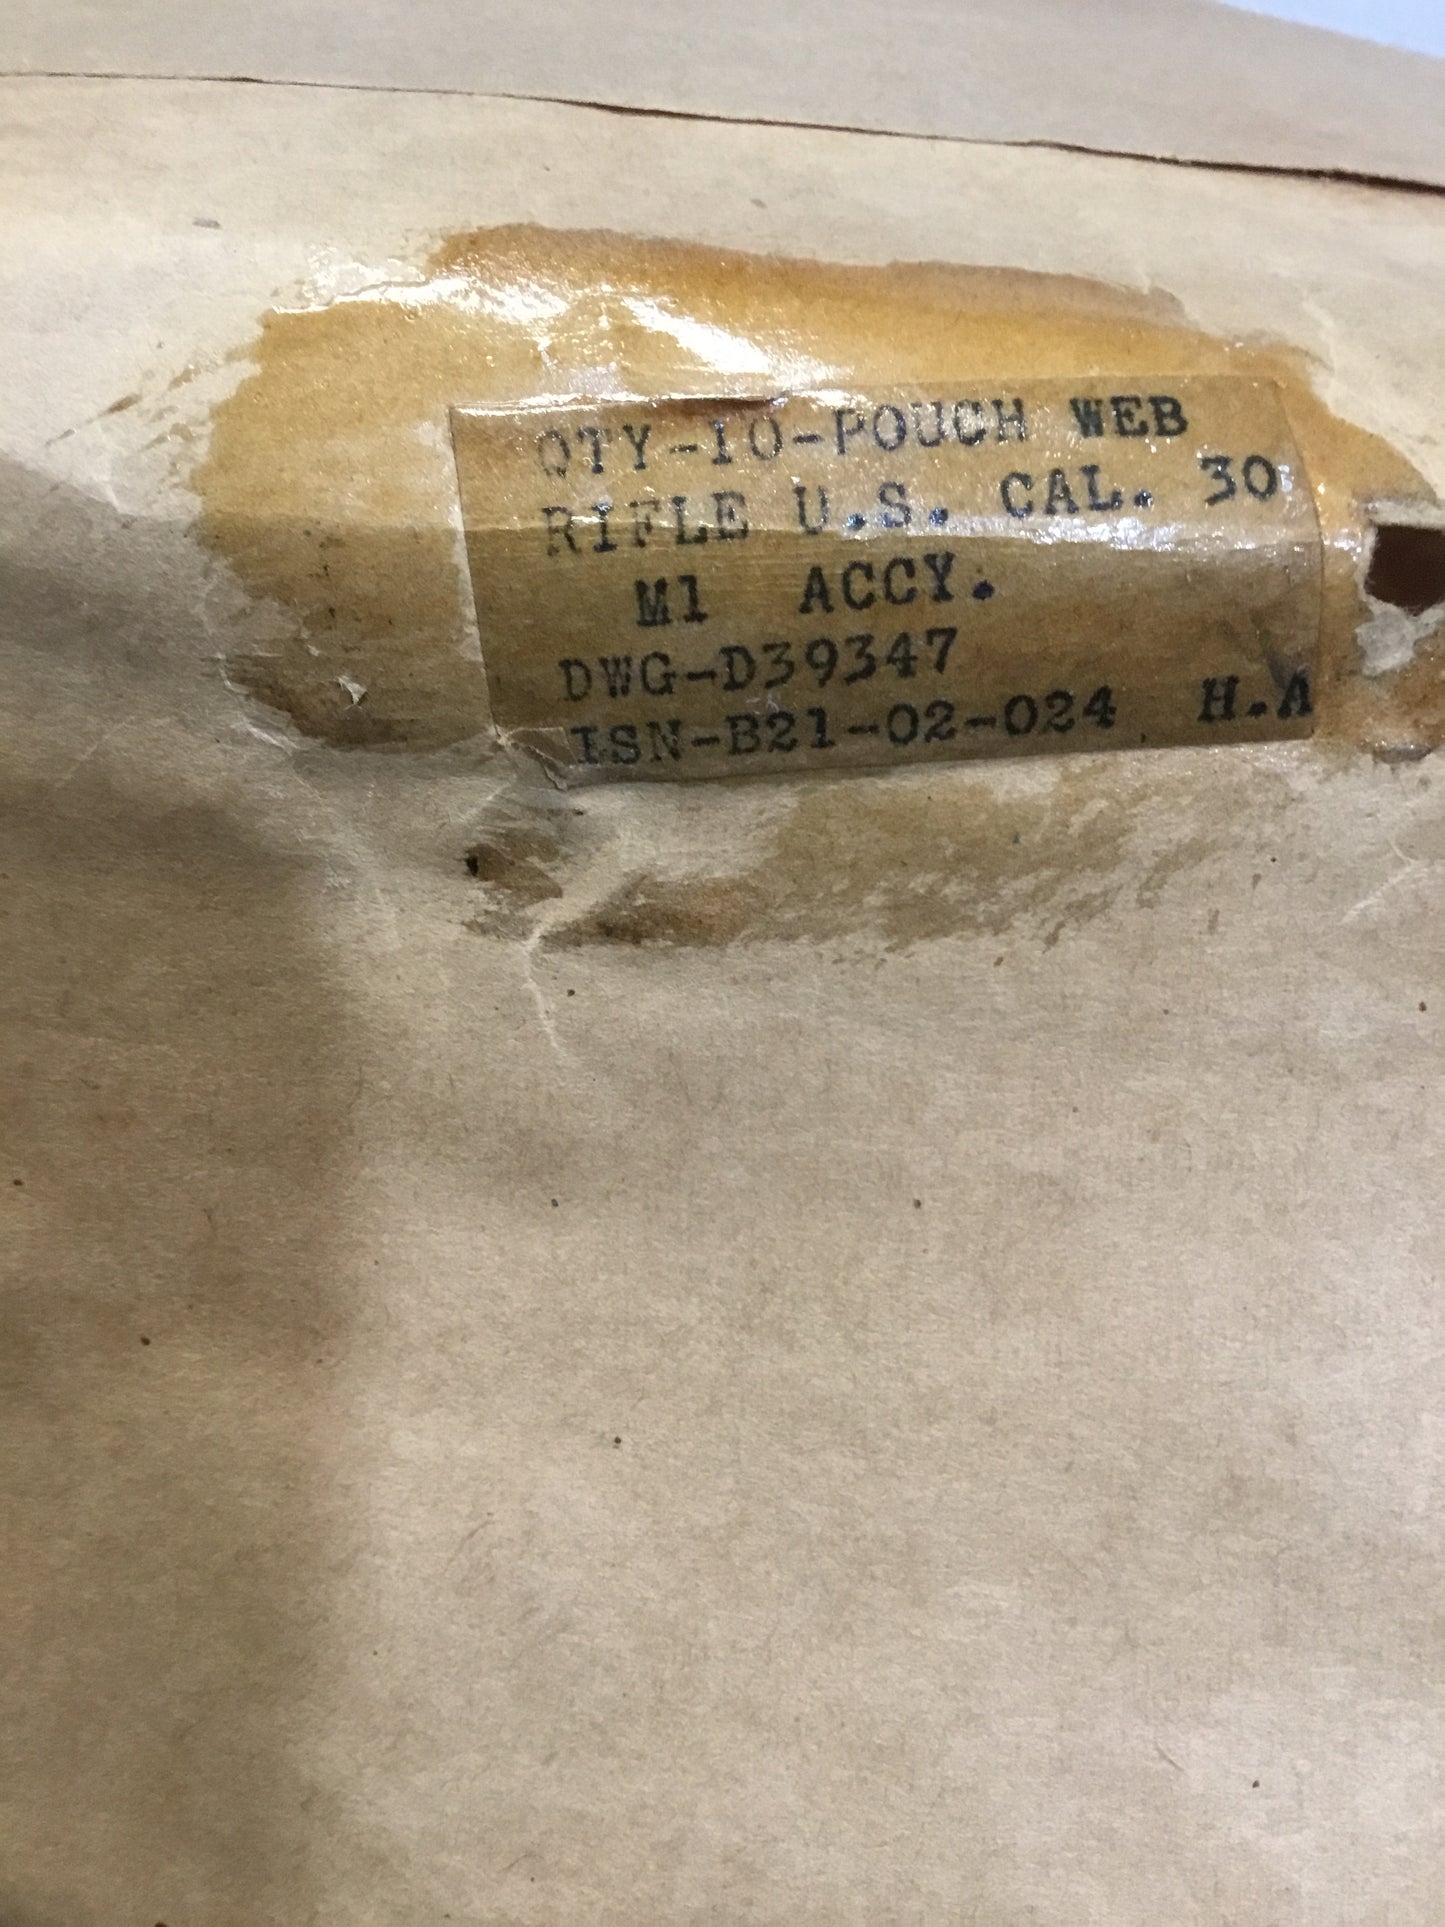 QTY-10-POUCH WEB
RIFLE U.S. CAL. 30
M1 ACCY.
DWG-D39347
ISN-B21-02-024 H.A